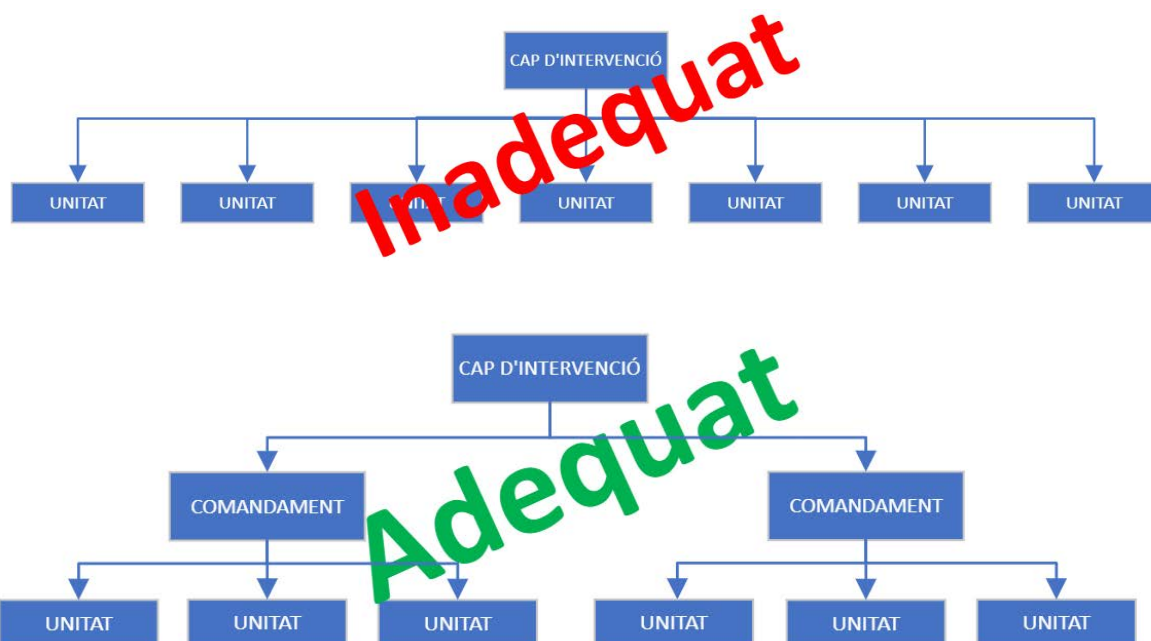 CAP D'INTERVENCIÓ
Inadequat
UNITAT UNITAT UNITAT UNITAT UNITAT UNITAT UNITAT
CAP D'INTERVENCIÓ
Adequat
COMANDAMENT COMANDAMENT
UNITAT UNITAT UNITAT UNITAT UNITAT UNITAT